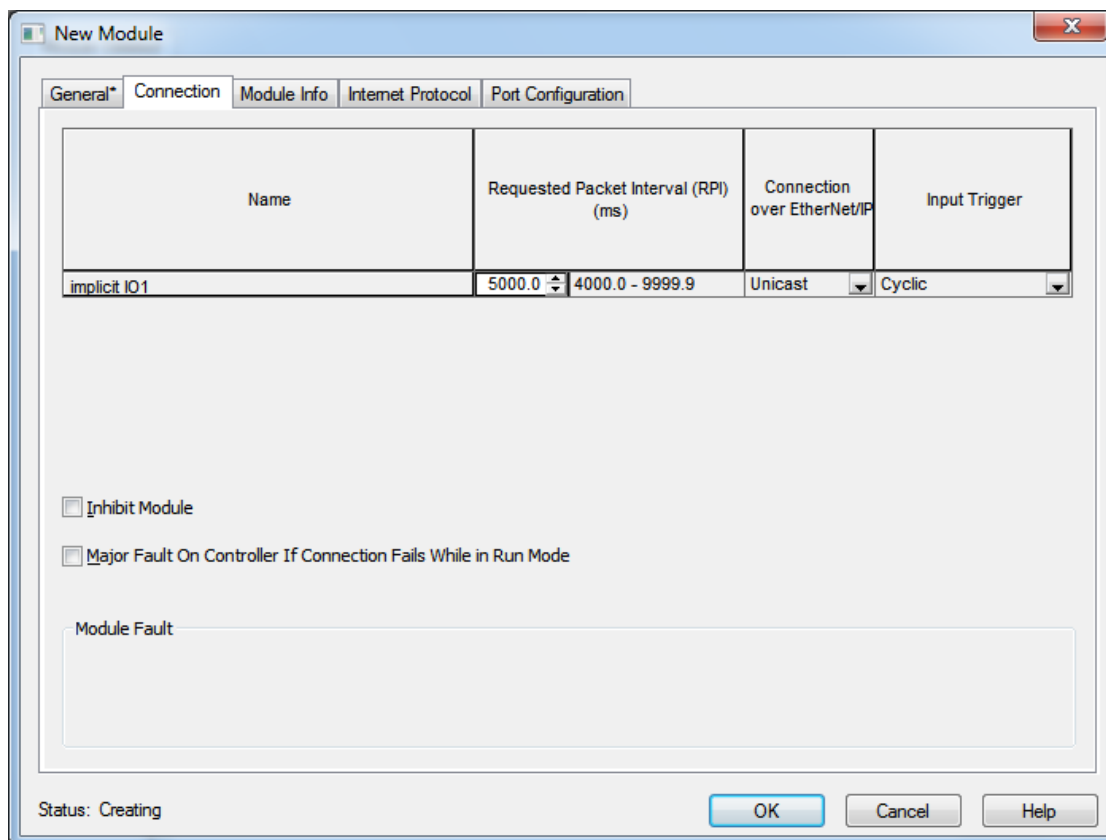 New Module
General* Connection Module Info Internet Protocol Port Configuration
Name
Requested Packet Interval (RPI)
(ms)
Connection
over EtherNet/IP
Input Trigger
implicit IO1 5000.0 4000.0 - 9999.9 Unicast Cyclic
Inhibit Module
Major Fault On Controller If Connection Fails While in Run Mode
Module Fault
Status: Creating OK Cancel Help